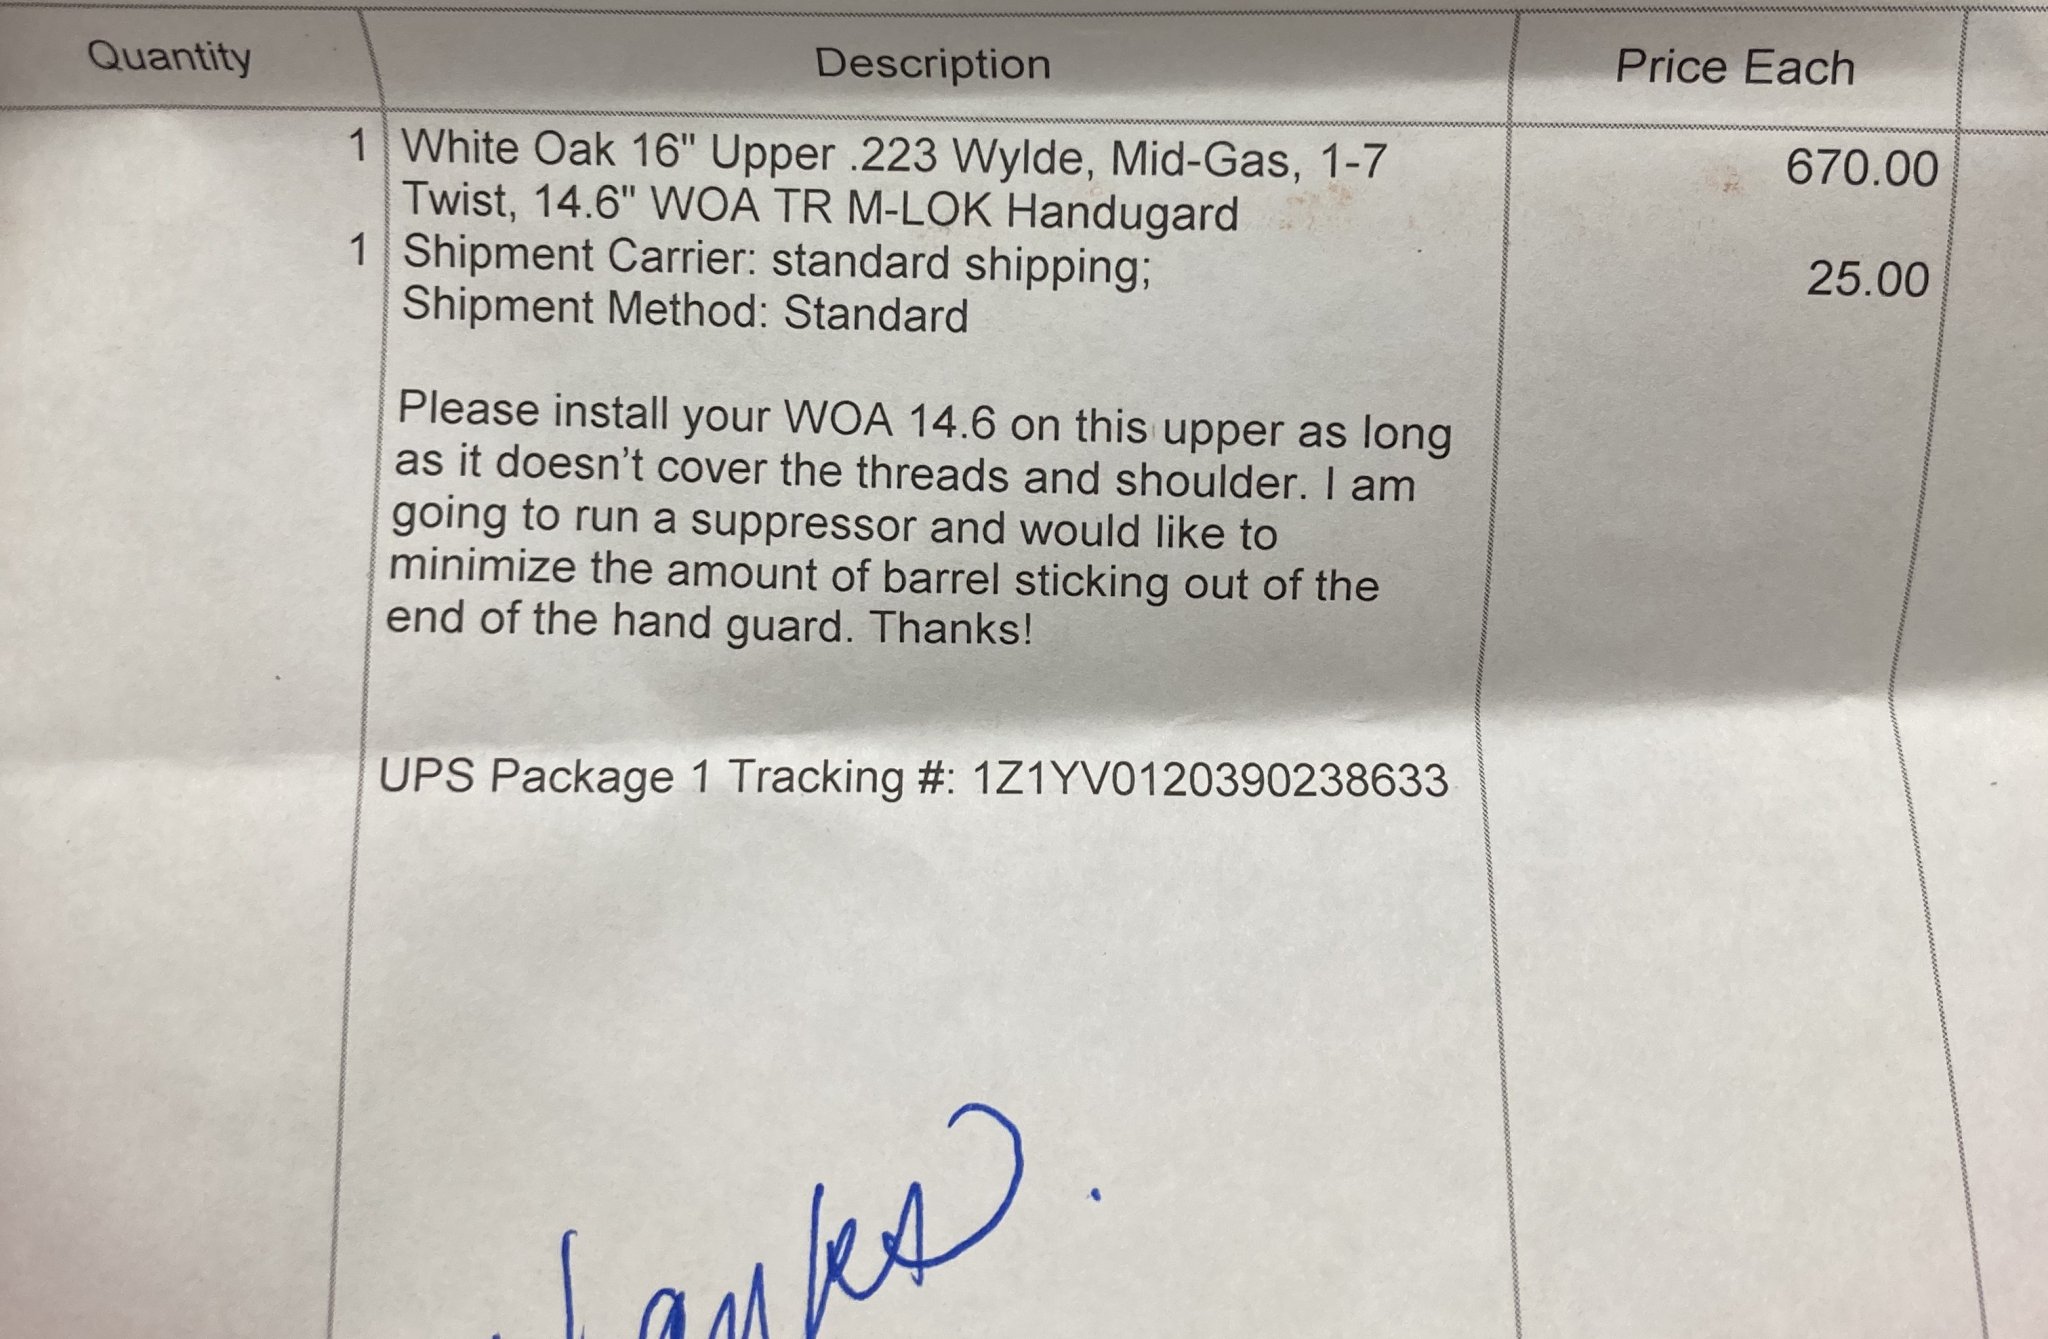 Quantity Description Price Each
1 White Oak 16" Upper .223 Wylde, Mid-Gas, 1-7 670.00
Twist, 14.6" WOA TR M-LOK Handugard
1 Shipment Carrier: standard shipping; 25.00
Shipment Method: Standard
Please install your WOA 14.6 on this upper as long
as it doesn’t cover the threads and shoulder. I am
going to run a suppressor and would like to
minimize the amount of barrel sticking out of the
end of the hand guard. Thanks!
UPS Package 1 Tracking #: 1Z1YV0120390238633